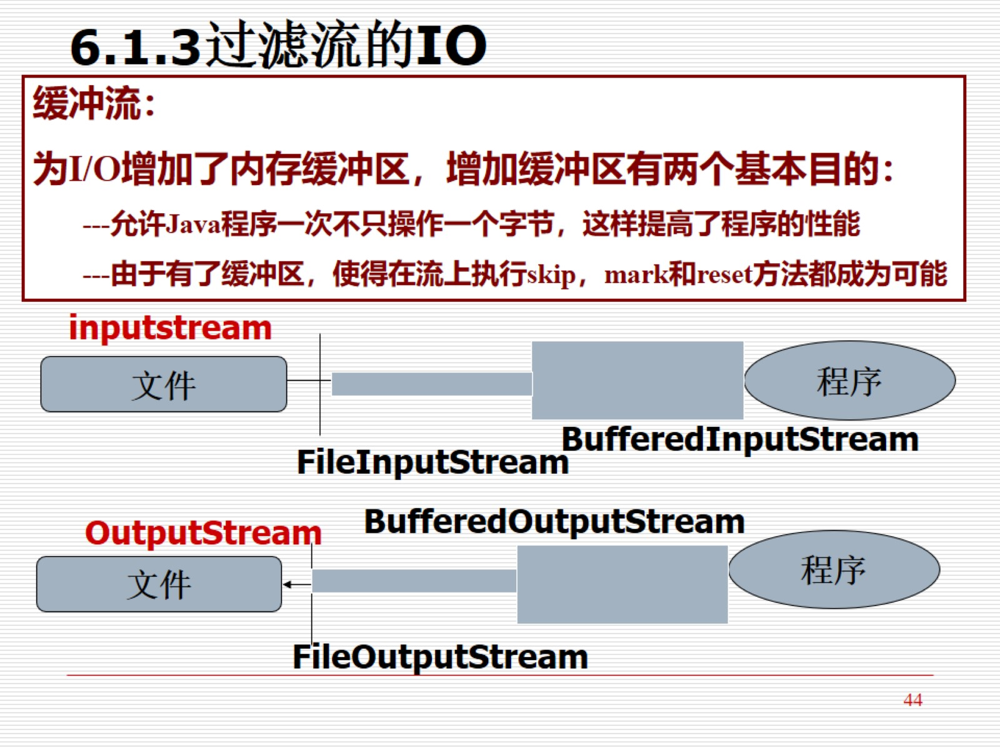 6.1.3过滤流的IO
缓冲流：
为I/O增加了内存缓冲区，增加缓冲区有两个基本目的：
---允许Java程序一次不只操作一个字节，这样提高了程序的性能
---由于有了缓冲区，使得在流上执行skip，mark和reset方法都成为可能
inputstream
文件
程序
BufferedInputStream
FileInputStream
BufferedOutputStream
OutputStream
文件
程序
FileOutputStream
44